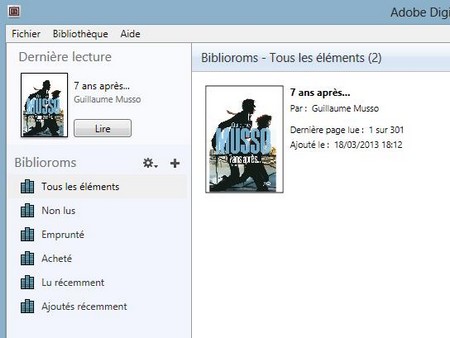 Adobe Digi
Fichier Bibliothèque Aide
Dernière lecture
7 ans après...
Guillaume Musso
Lire
MUSSO
Biblioroms
Tous les éléments
Non lus
Emprunté
Acheté
Lu récemment
Ajoutés récemment
Biblioroms - Tous les éléments (2)
MUSSO
7 ans après...
7 ans après...
Par : Guillaume Musso
Dernière page lue : 1 sur 301
Ajouté le : 18/03/2013 18:12